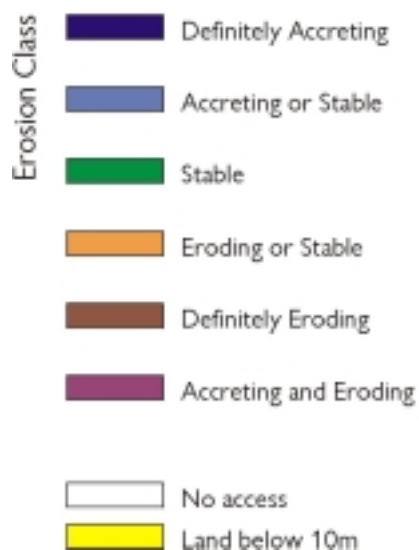 Erosion Class
Definitely Accreting
Accreting or Stable
Stable
Eroding or Stable
Definitely Eroding
Accreting and Eroding
No access
Land below 10m